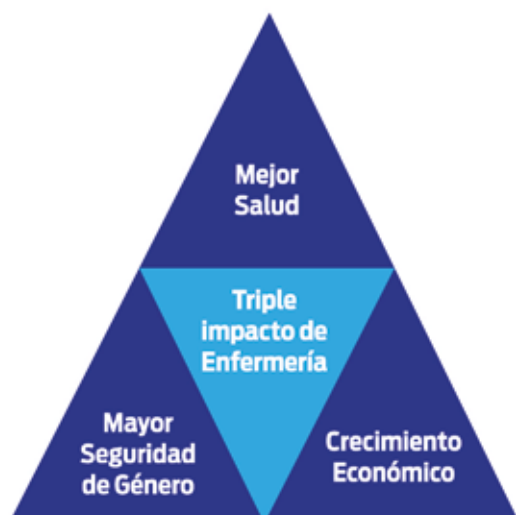 Mejor
Salud
Triple
impacto de
Enfermería
Mayor
Seguridad
de Género
Crecimiento
Económico